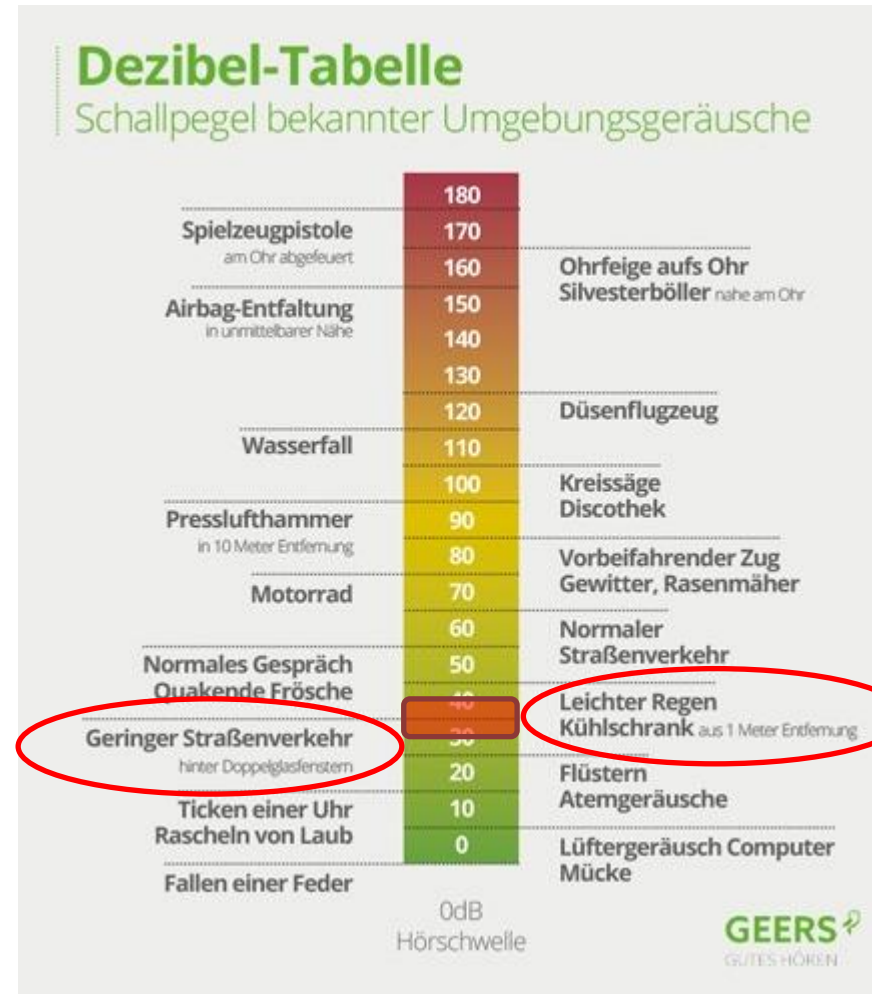 Dezibel-Tabelle
Schallpegel bekannter Umgebungsgeräusche
180
Spielzeugpistole
170
am Ohr abgefeuert
160
Ohrfeige aufs Ohr
Silvesterböller nahe am Ohr
Airbag-Entfaltung
150
in unmittelbarer Nähe
140
130
120
Düsenflugzeug
Wasserfall
110
100
Kreissäge
Discothek
Presslufthammer
90
in 10 Meter Entfernung
80
Vorbeifahrender Zug
Gewitter, Rasenmäher
Motorrad
70
60
Normaler
Straßenverkehr
Normales Gespräch
50
Quakende Frösche
40
Leichter Regen
Kühlschrank aus 1 Meter Entfernung
Geringer Straßenverkehr
30
hinter Doppelglasfenstern
20
Flüstern
Atemgeräusche
Ticken einer Uhr
10
Rascheln von Laub
0
Lüftergeräusch Computer
Mücke
Fallen einer Feder
0dB
Hörschwelle
GEERS
GUTES HÖREN